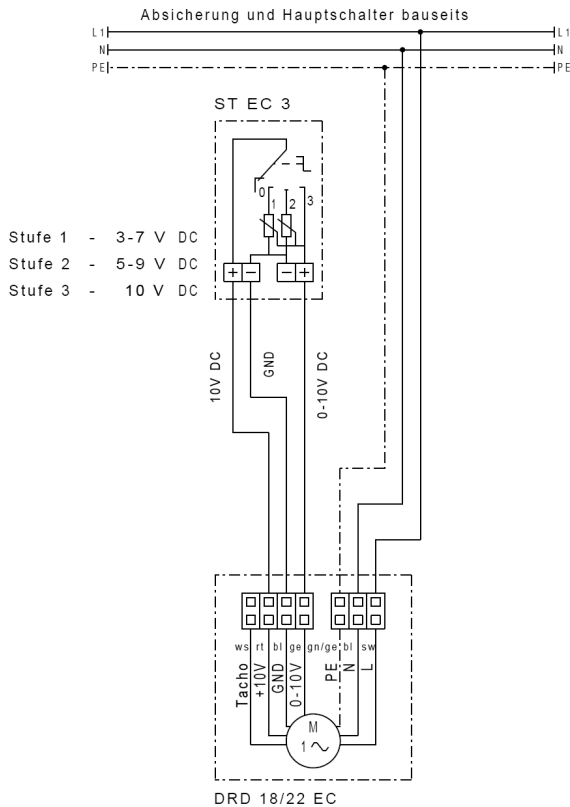 Absicherung und Hauptschalter bauseits
L1 L1
N N
PE PE
ST EC 3
0 1 2 3
Stufe 1 - 3-7 V DC
Stufe 2 - 5-9 V DC
Stufe 3 - 10 V DC
+ − − +
10V DC
GND
0-10V DC
ws rt bl ge gn/ge bl sw
Tacho
+10V
GND
0-10V
PE
N
L
M
1 ~
DRD 18/22 EC